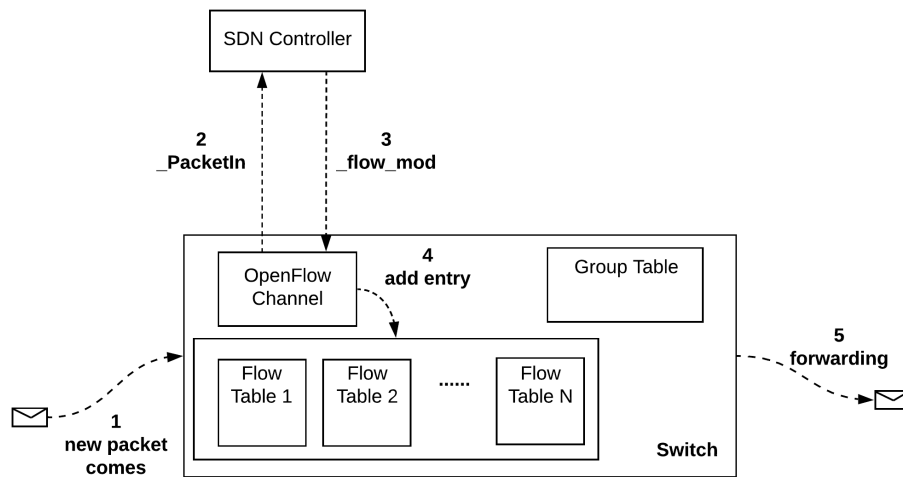 SDN Controller
2
_PacketIn
3
_flow_mod
OpenFlow
Channel
4
add entry
Group Table
Flow
Table 1
Flow
Table 2
......
Flow
Table N
Switch
1
new packet
comes
5
forwarding